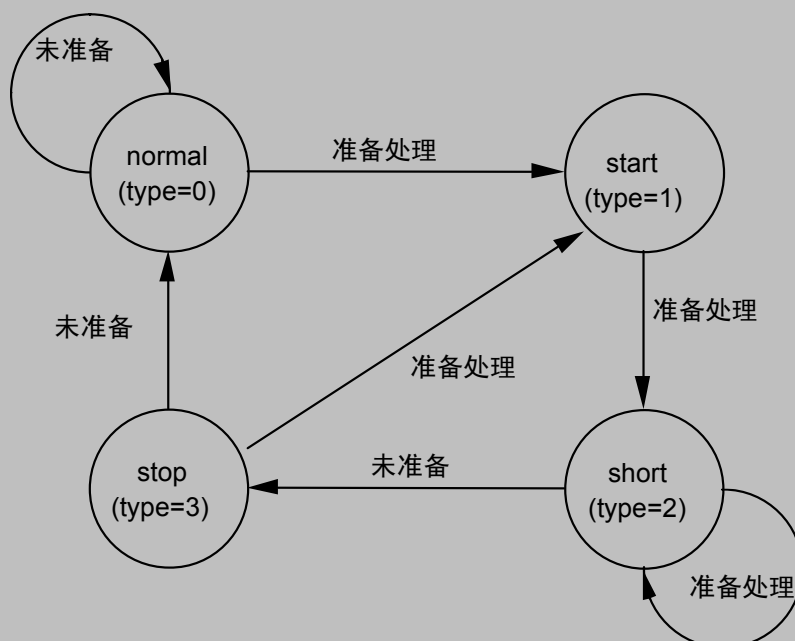 未准备
normal
(type=0)
准备处理
start
(type=1)
未准备
准备处理
准备处理
stop
(type=3)
未准备
short
(type=2)
准备处理